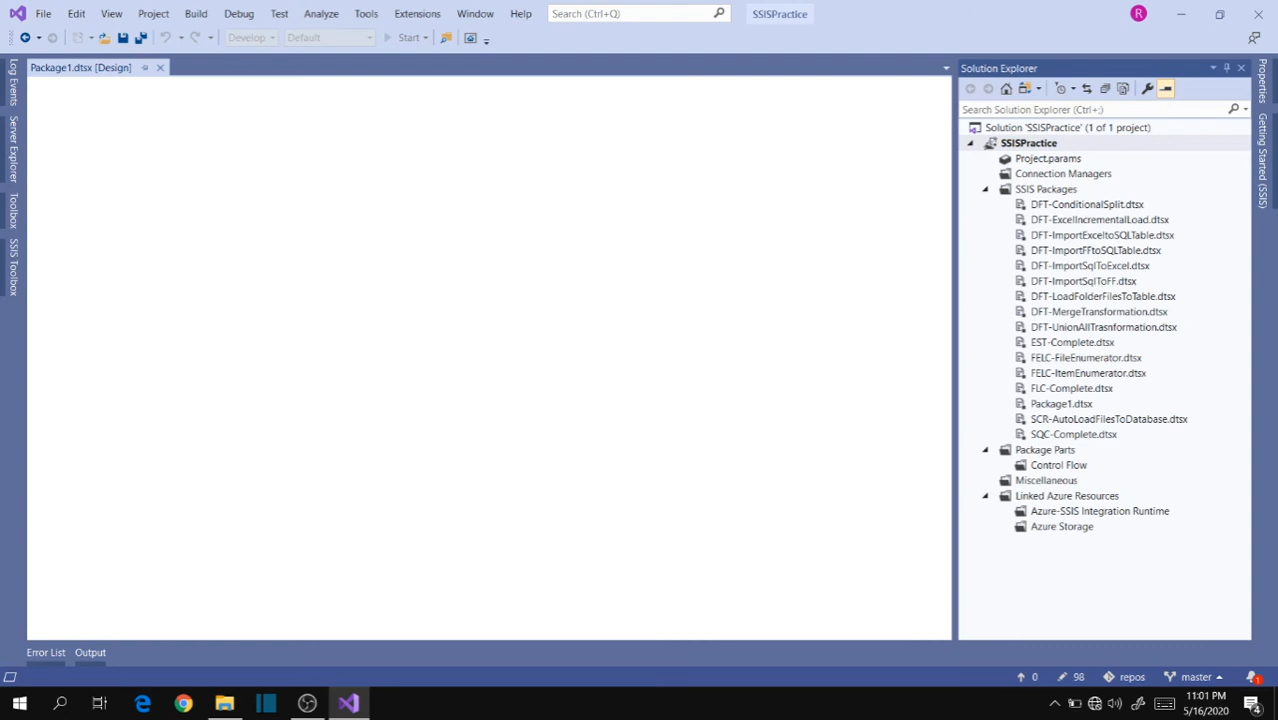 File Edit View Project Build Debug Test Analyze Tools Extensions Window Help Search (Ctrl+Q) SSISPractice R
Develop Default Start
Package1.dtsx [Design]
Log Events
Server Explorer
Toolbox
SSIS Toolbox
Solution Explorer
Search Solution Explorer (Ctrl+;)
Solution 'SSISPractice' (1 of 1 project)
SSISPractice
Project.params
Connection Managers
SSIS Packages
DFT-ConditionalSplit.dtsx
DFT-ExcelIncrementalLoad.dtsx
DFT-ImportExceltoSQLTable.dtsx
DFT-ImportFFtoSQLTable.dtsx
DFT-ImportSqlToExcel.dtsx
DFT-ImportSqlToFF.dtsx
DFT-LoadFolderFilesToTable.dtsx
DFT-MergeTransformation.dtsx
DFT-UnionAllTrasnformation.dtsx
EST-Complete.dtsx
FELC-FileEnumerator.dtsx
FELC-ItemEnumerator.dtsx
FLC-Complete.dtsx
Package1.dtsx
SCR-AutoLoadFilesToDatabase.dtsx
SQC-Complete.dtsx
Package Parts
Control Flow
Miscellaneous
Linked Azure Resources
Azure-SSIS Integration Runtime
Azure Storage
Properties
Getting Started (SSIS)
Error List Output
0 98 repos master 1
11:01 PM
5/16/2020
4